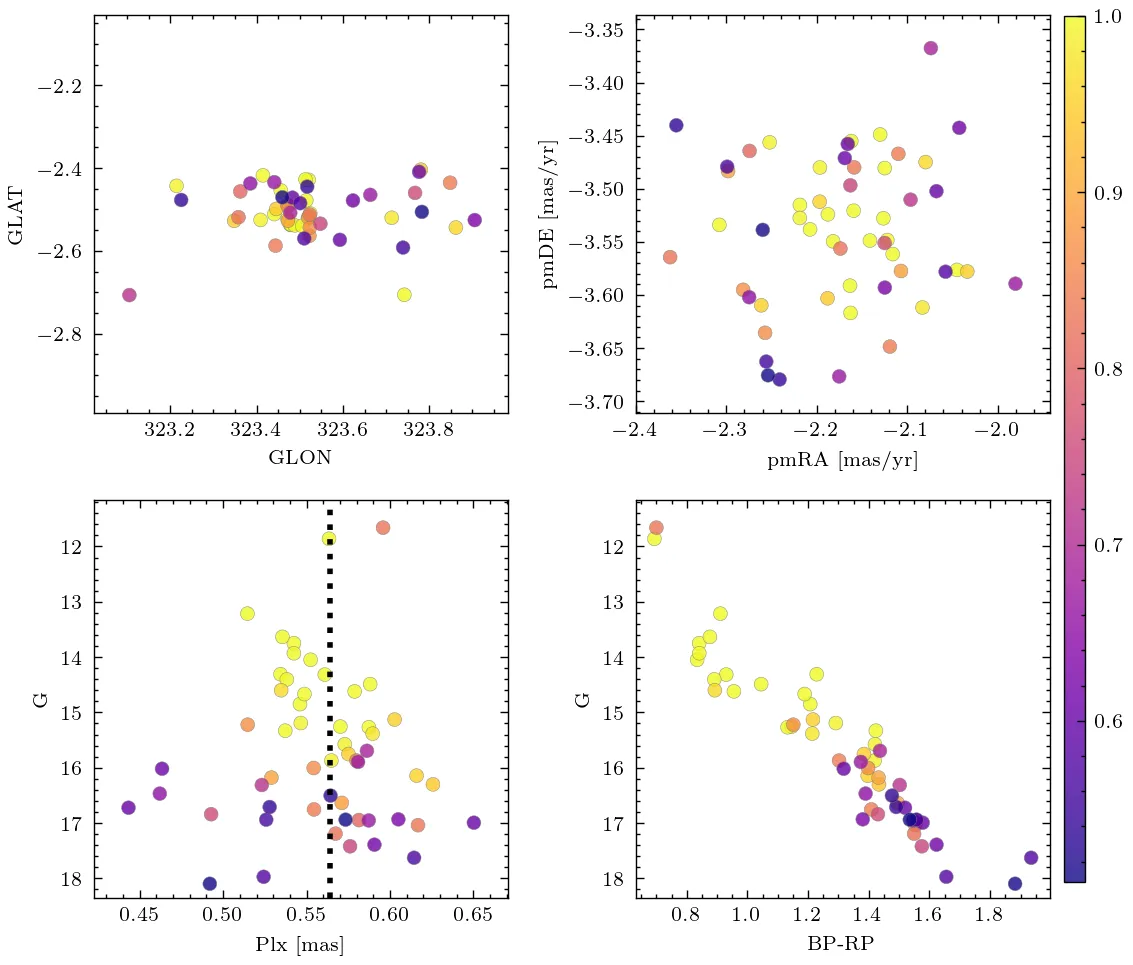 −2.2
−2.4
−2.6
−2.8
GLAT
323.2 323.4 323.6 323.8
GLON
−3.35
−3.40
−3.45
−3.50
−3.55
−3.60
−3.65
−3.70
pmDE [mas/yr]
−2.4 −2.3 −2.2 −2.1 −2.0
pmRA [mas/yr]
12
13
14
15
16
17
18
G
0.45 0.50 0.55 0.60 0.65
Plx [mas]
12
13
14
15
16
17
18
G
0.8 1.0 1.2 1.4 1.6 1.8
BP-RP
1.0
0.9
0.8
0.7
0.6